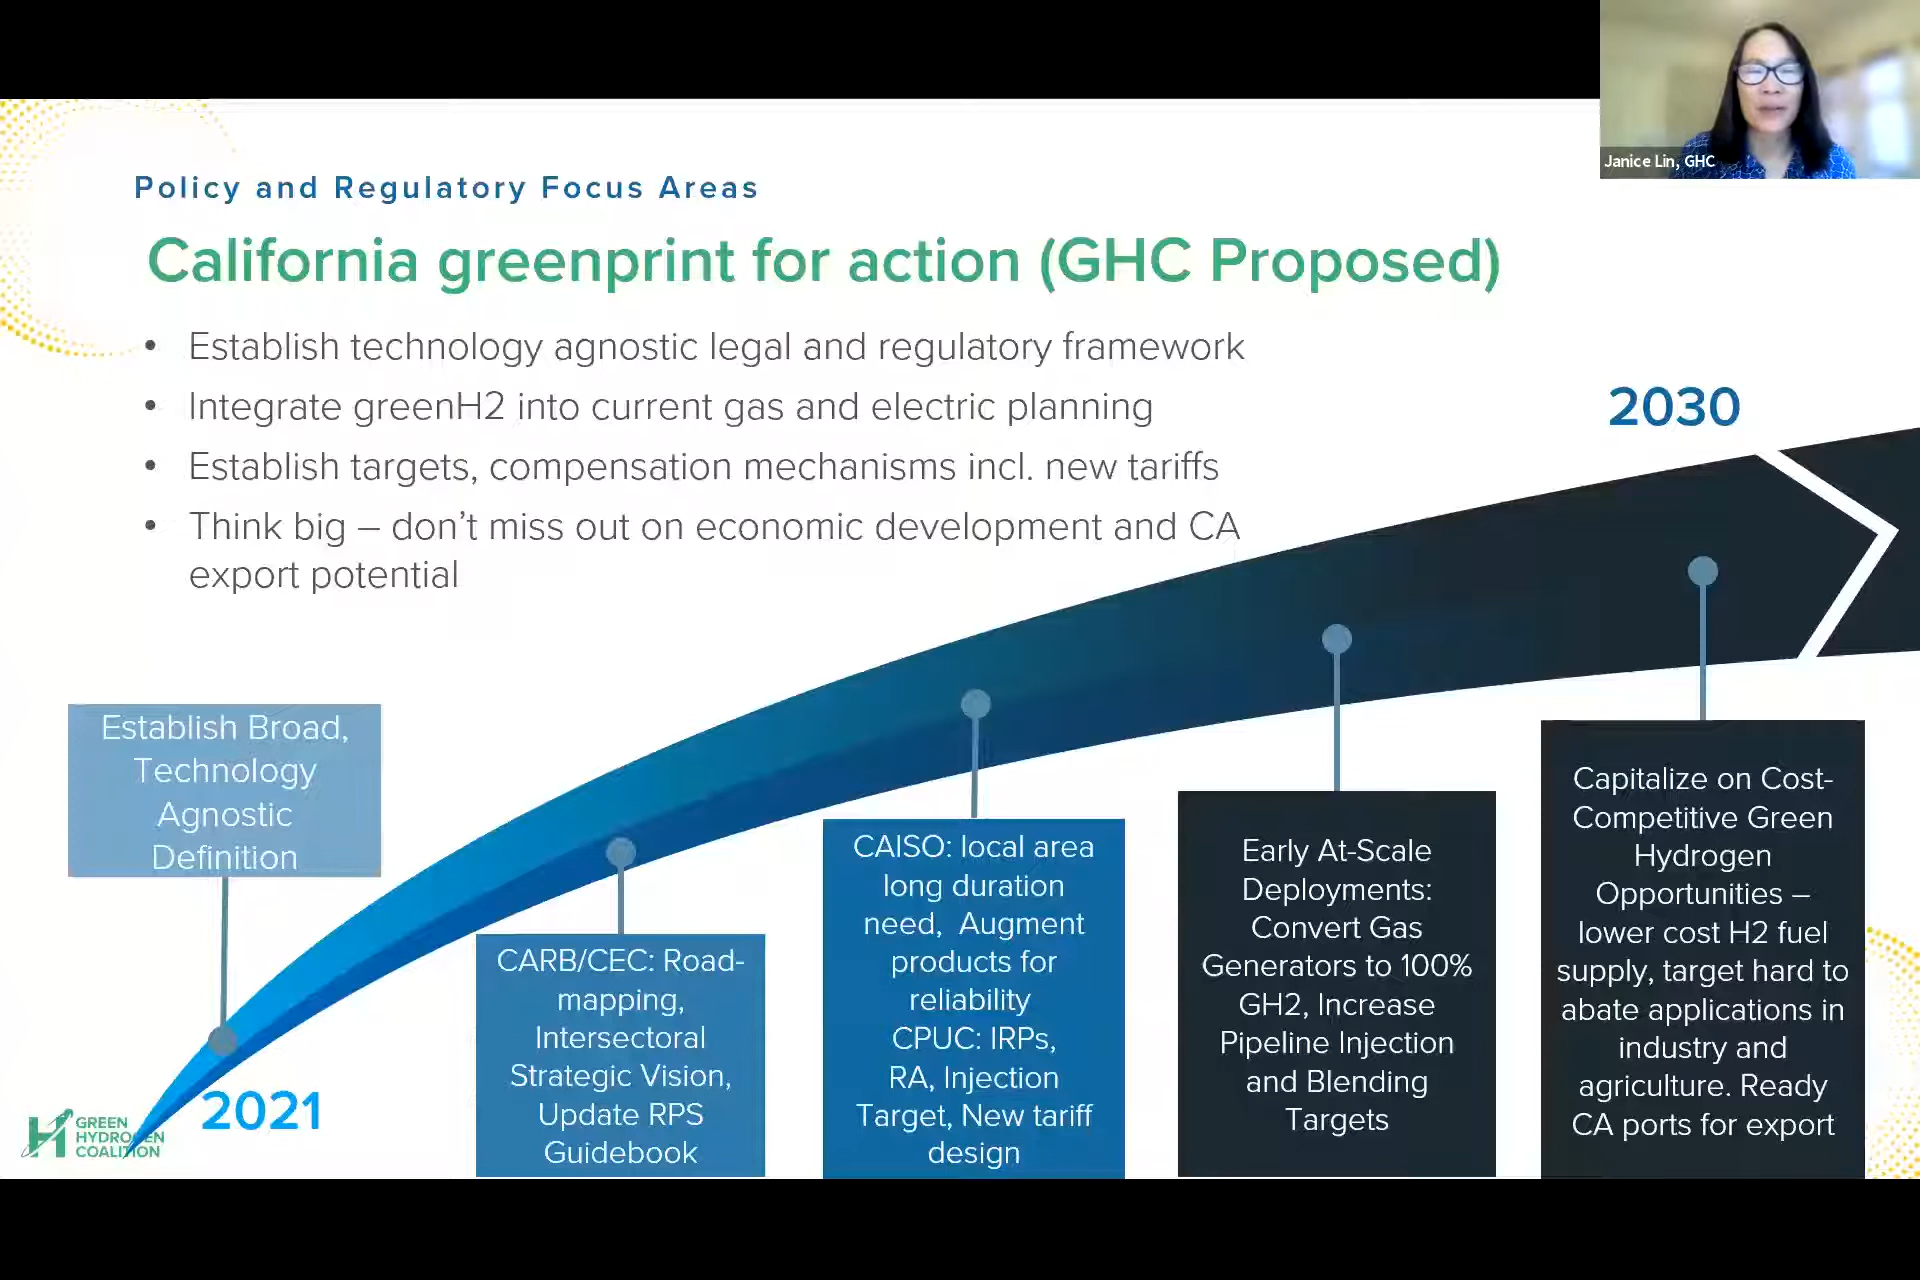 Janice Lin, GHC
Policy and Regulatory Focus Areas
California greenprint for action (GHC Proposed)
• Establish technology agnostic legal and regulatory framework
• Integrate greenH2 into current gas and electric planning
• Establish targets, compensation mechanisms incl. new tariffs
• Think big – don’t miss out on economic development and CA
export potential
2030
Establish Broad,
Technology
Agnostic
Definition
CARB/CEC: Road-
mapping,
Intersectoral
Strategic Vision,
Update RPS
Guidebook
CAISO: local area
long duration
need, Augment
products for
reliability
CPUC: IRPs,
RA, Injection
Target, New tariff
design
Early At-Scale
Deployments:
Convert Gas
Generators to 100%
GH2, Increase
Pipeline Injection
and Blending
Targets
Capitalize on Cost-
Competitive Green
Hydrogen
Opportunities –
lower cost H2 fuel
supply, target hard to
abate applications in
industry and
agriculture. Ready
CA ports for export
2021
GREEN
HYDROGEN
COALITION